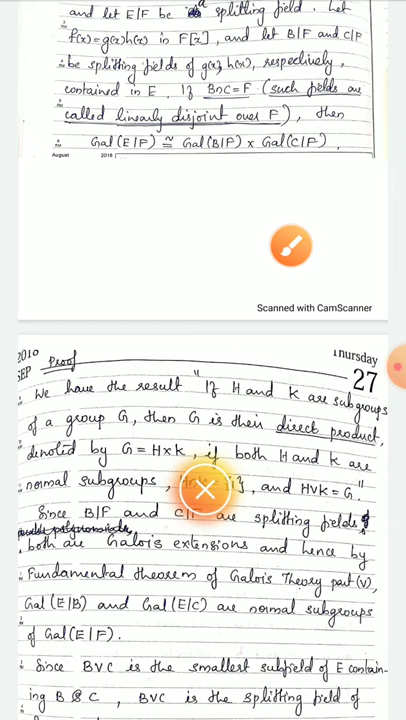 and let E|F be a splitting field. Let
f(x)=g(x)h(x) in F[x], and let B|F and C|F
be splitting fields of g(x), h(x), respectively,
contained in E. If B∩C=F (such fields are
called linearly disjoint over F), then
Gal(E|F) ≅ Gal(B|F) x Gal(C|F).
August 2018
Scanned with CamScanner
2018
SEP Proof Thursday
27
We have the result "If H and K are subgroups
of a group G, then G is their direct product,
denoted by G = H×K, if both H and K are
normal subgroups, and HVK=G."
Since B|F and C|F are splitting fields of
both are Galois extensions and hence by
Fundamental theorem of Galois Theory part(V),
Gal(E|B) and Gal(E|C) are normal subgroups
of Gal(E|F).
Since BVC is the smallest subfield of E contain-
ing B & C, BVC is the splitting field of